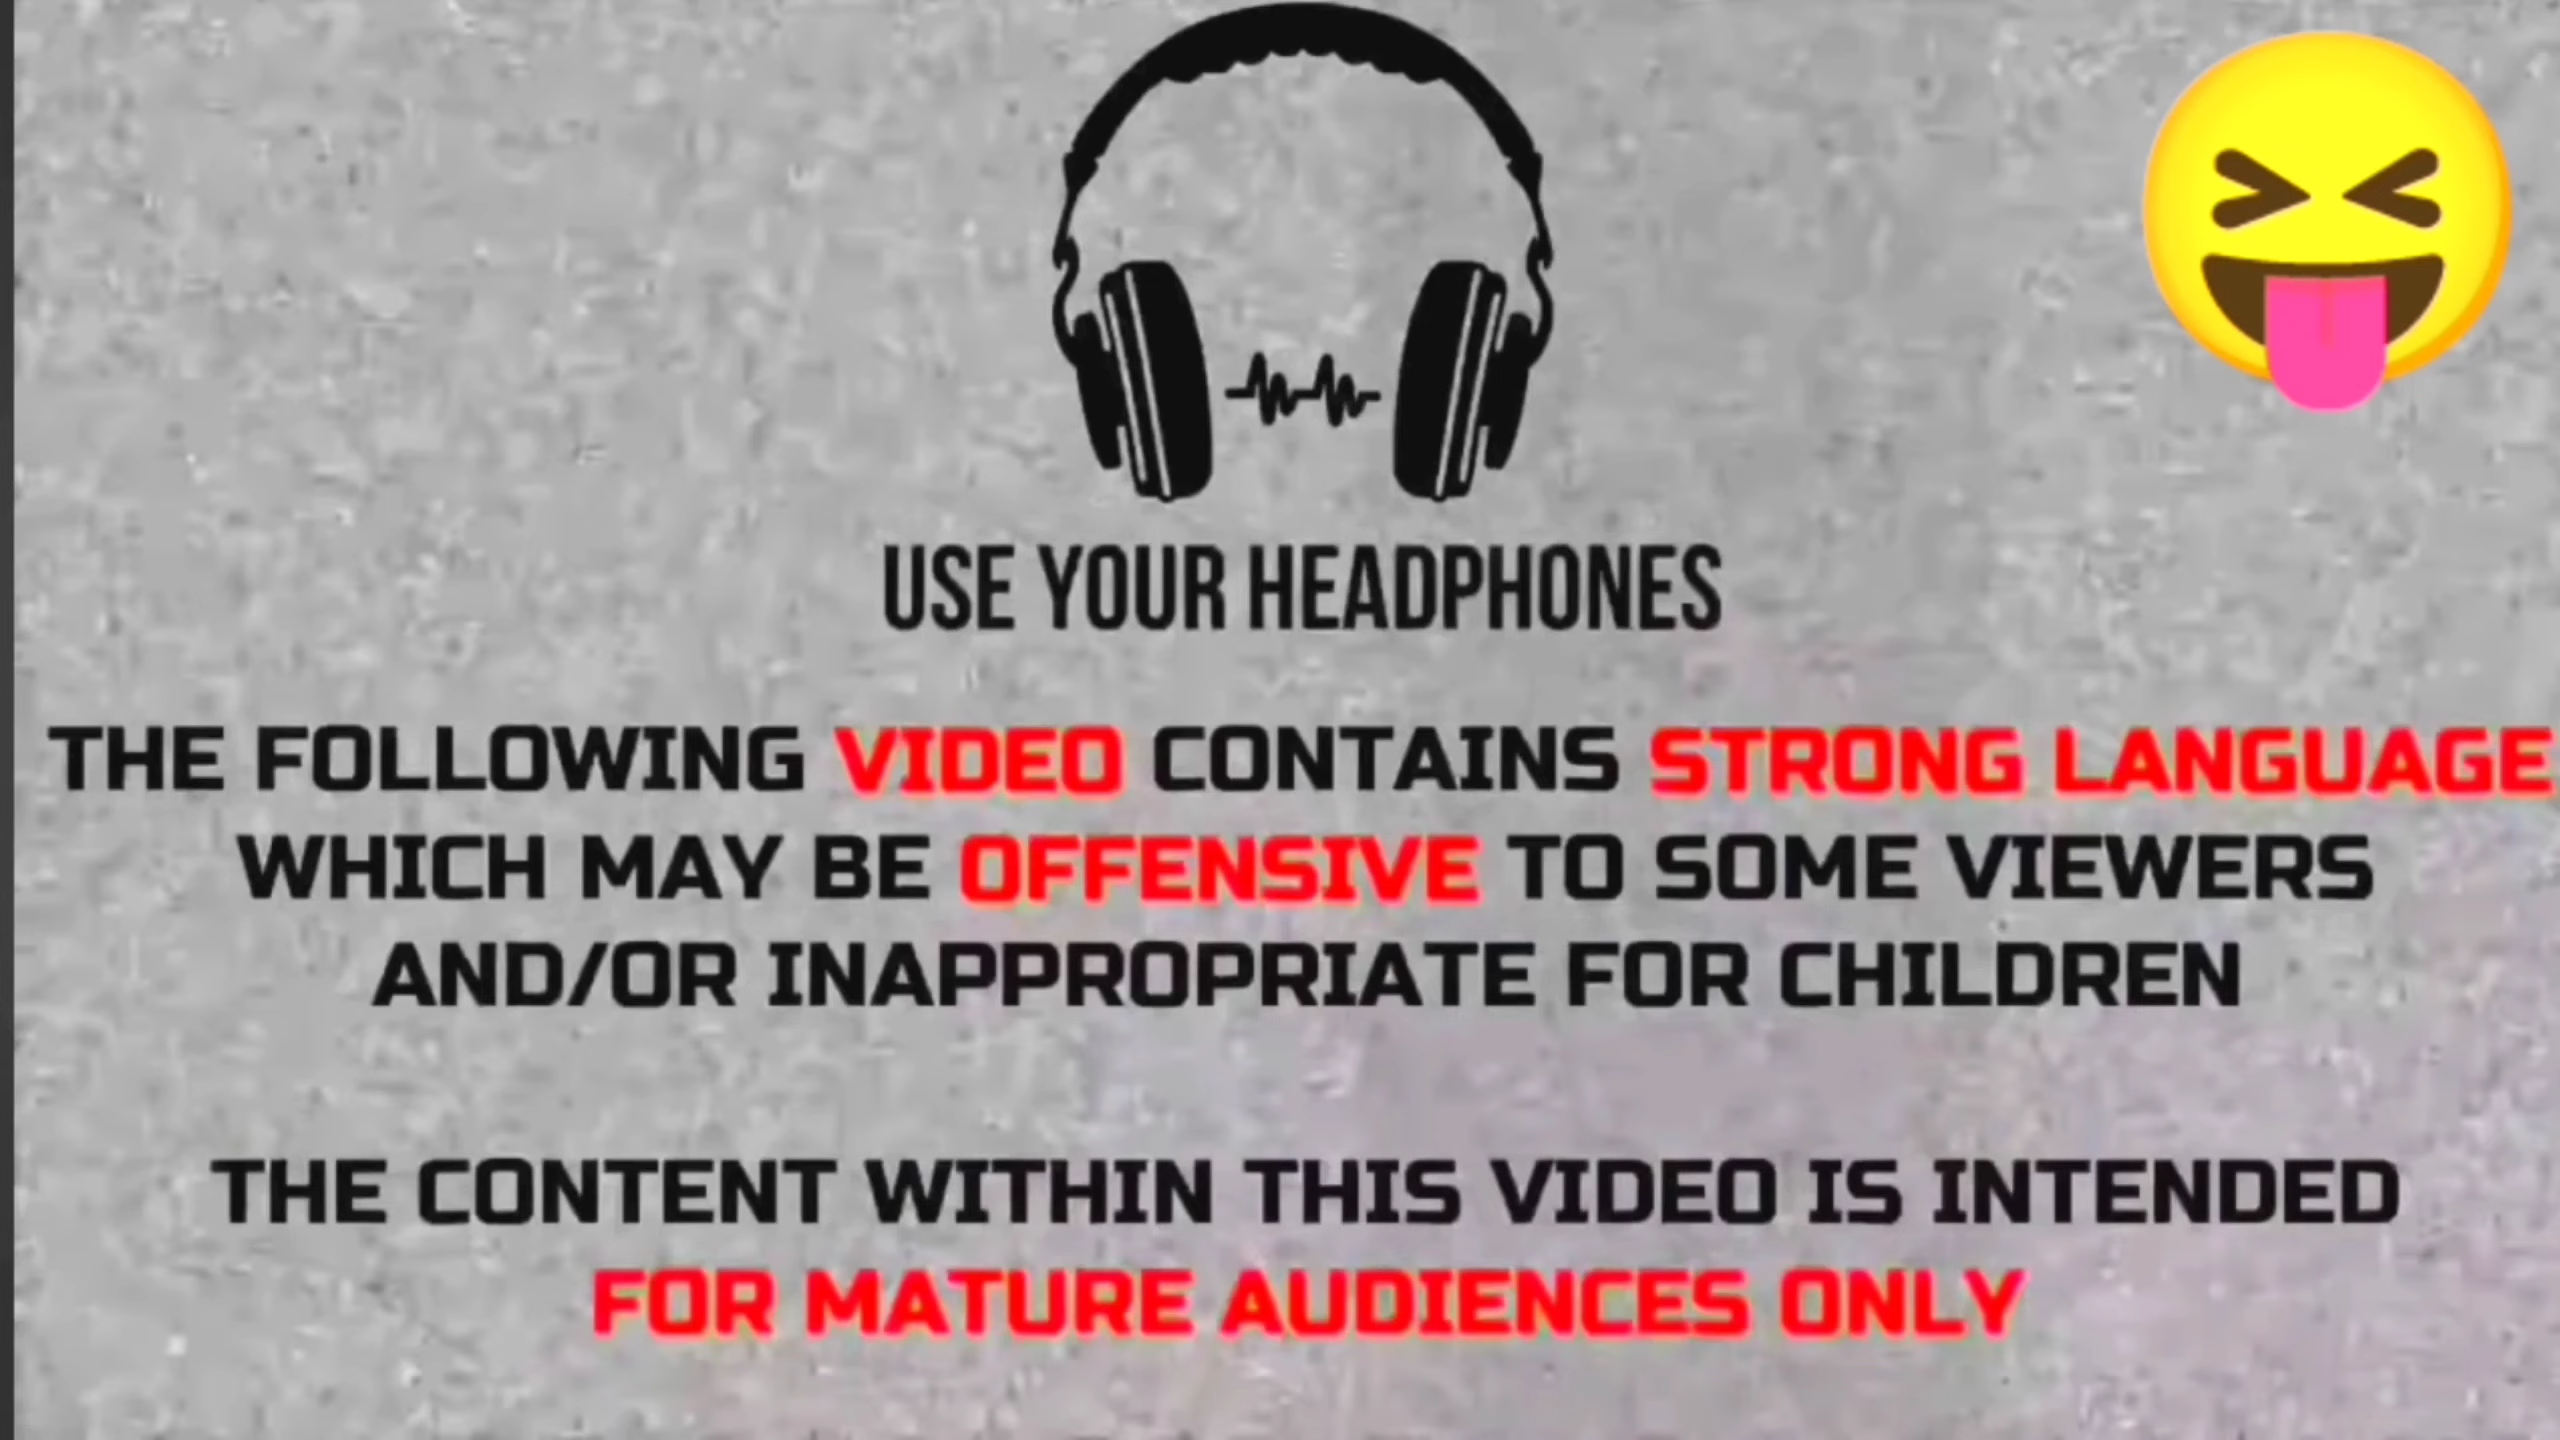 USE YOUR HEADPHONES
THE FOLLOWING VIDEO CONTAINS STRONG LANGUAGE
WHICH MAY BE OFFENSIVE TO SOME VIEWERS
AND/OR INAPPROPRIATE FOR CHILDREN
THE CONTENT WITHIN THIS VIDEO IS INTENDED
FOR MATURE AUDIENCES ONLY